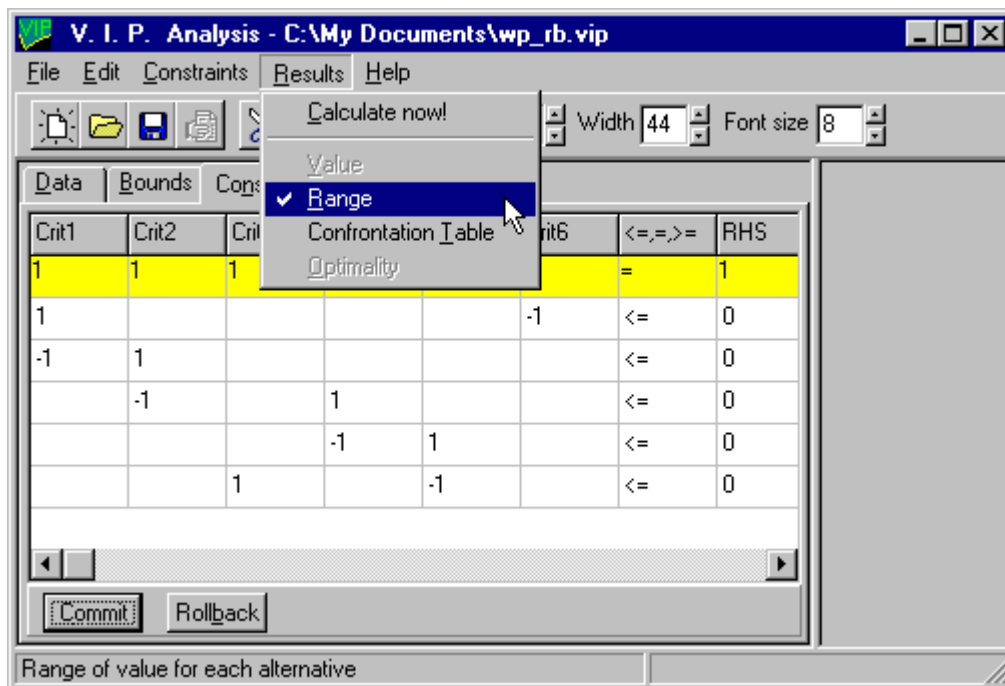 VIP V. I. P. Analysis - C:\My Documents\wp_rb.vip
File Edit Constraints Results Help
Calculate now!
Width 44 Font size 8
Value
Data Bounds
Range
Confrontation Table
Optimality
Crit1 Crit2 <=,=,>= RHS
1 1 1 = 1
1 -1 <= 0
-1 1 <= 0
-1 1 <= 0
-1 1 <= 0
1 -1 <= 0
Commit Rollback
Range of value for each alternative